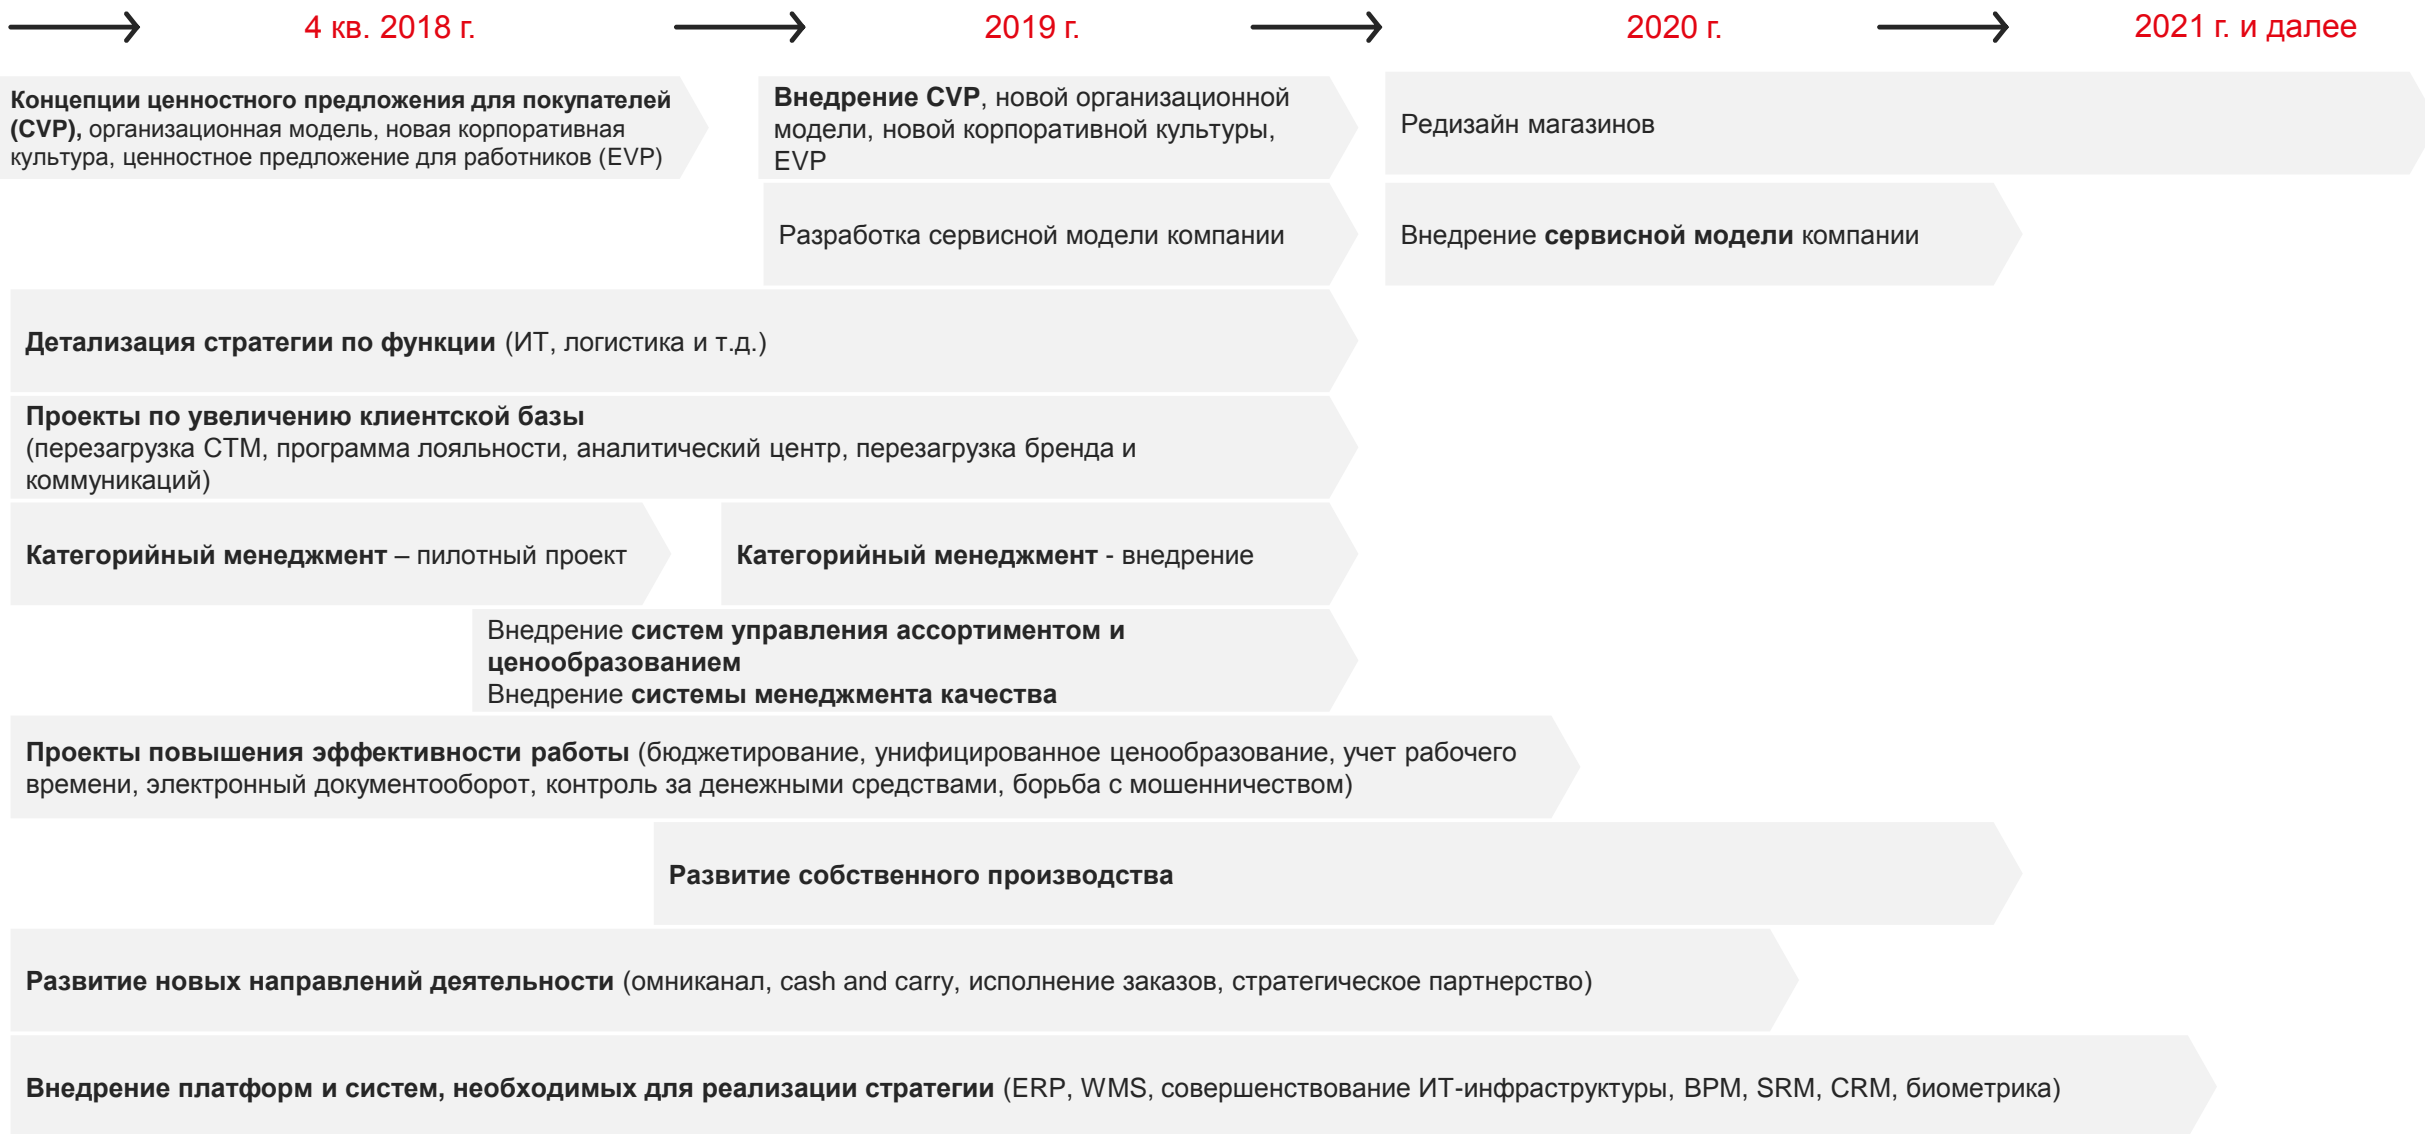 4 кв. 2018 г.
2019 г.
2020 г.
2021 г. и далее
Концепции ценностного предложения для покупателей
(CVP), организационная модель, новая корпоративная
культура, ценностное предложение для работников (EVP)
Внедрение CVP, новой организационной
модели, новой корпоративной культуры,
EVP
Редизайн магазинов
Разработка сервисной модели компании
Внедрение сервисной модели компании
Детализация стратегии по функции (ИТ, логистика и т.д.)
Проекты по увеличению клиентской базы
(перезагрузка СТМ, программа лояльности, аналитический центр, перезагрузка бренда и
коммуникаций)
Категорийный менеджмент – пилотный проект
Категорийный менеджмент - внедрение
Внедрение систем управления ассортиментом и
ценообразованием
Внедрение системы менеджмента качества
Проекты повышения эффективности работы (бюджетирование, унифицированное ценообразование, учет рабочего
времени, электронный документооборот, контроль за денежными средствами, борьба с мошенничеством)
Развитие собственного производства
Развитие новых направлений деятельности (омниканал, cash and carry, исполнение заказов, стратегическое партнерство)
Внедрение платформ и систем, необходимых для реализации стратегии (ERP, WMS, совершенствование ИТ-инфраструктуры, BPM, SRM, CRM, биометрика)